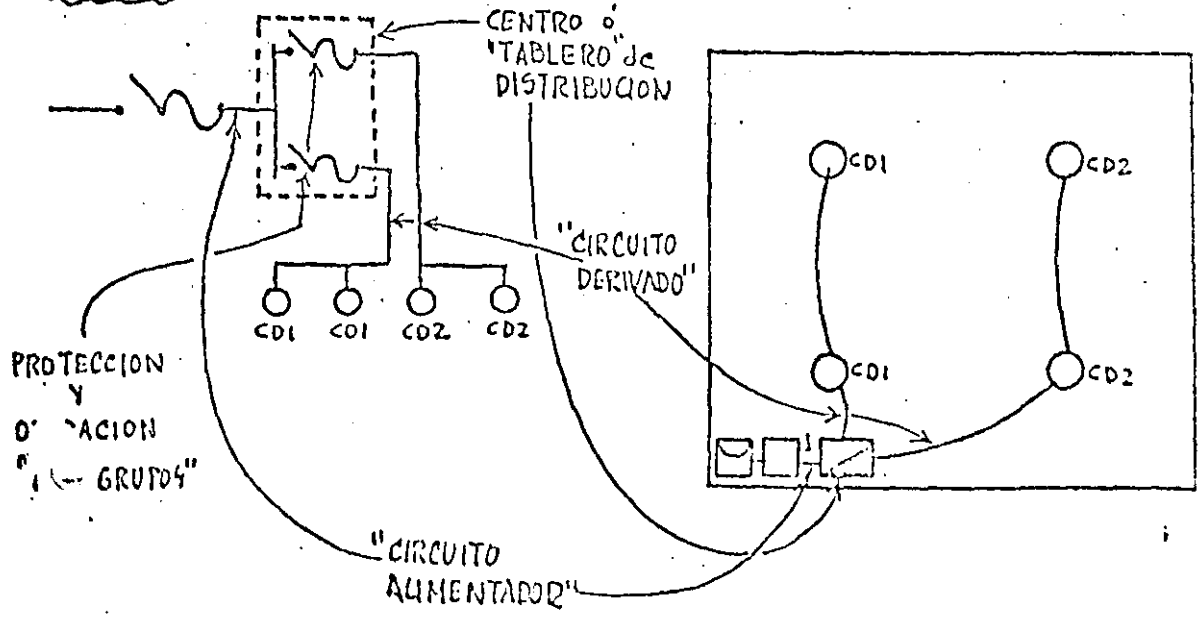 CENTRO ó
"TABLERO" de
DISTRIBUCION
CD1
CD2
"CIRCUITO
DERIVADO"
CD1
CD1
CD2
CD2
CD1
CD2
PROTECCION
Y
GRUPOS"
"CIRCUITO
ALIMENTADOR"